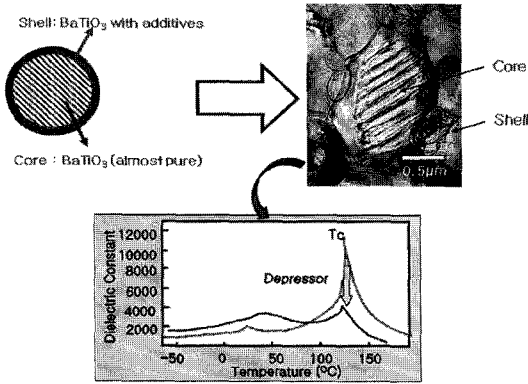 Shell: BaTiO₃ with additives
Core : BaTiO₃ (almost pure)
Core
Shell
0.5μm
Dielectric Constant
12000
10000
8000
6000
4000
2000
Tc
Depressor
-50 0 50 100 150
Temperature (°C)